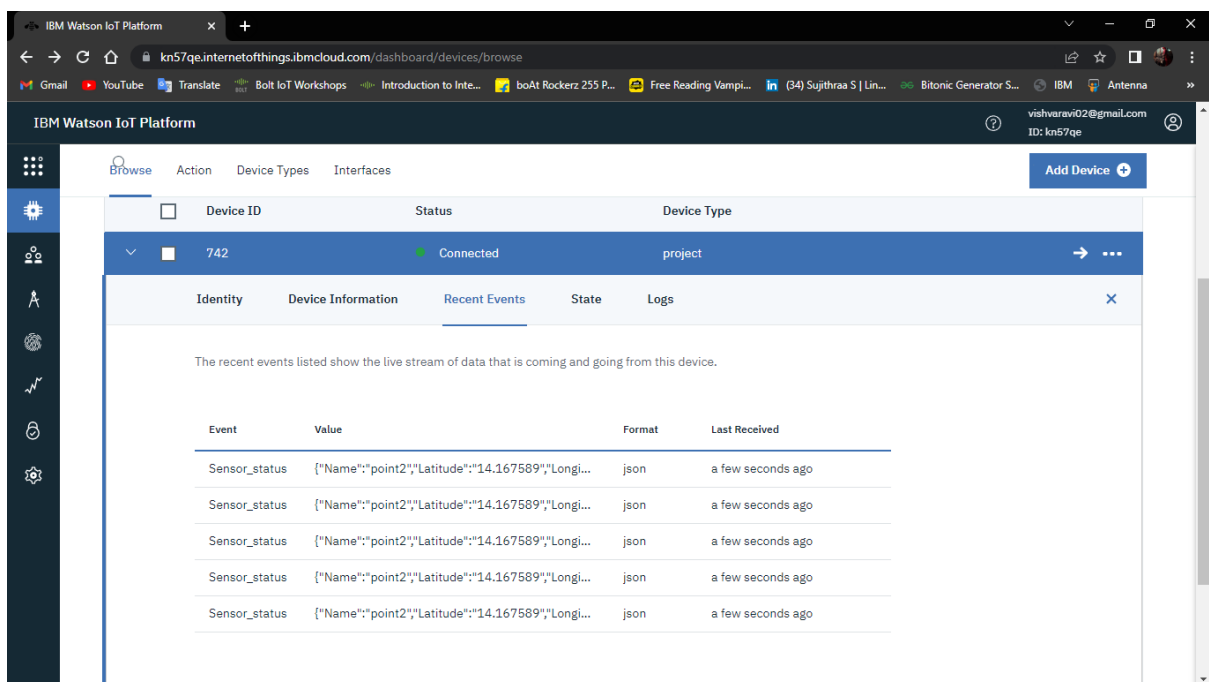 IBM Watson IoT Platform
kn57qe.internetofthings.ibmcloud.com/dashboard/devices/browse
Gmail YouTube Translate Bolt IoT Workshops Introduction to Inte... boAt Rockerz 255 P... Free Reading Vampi... (34) Sujithraa S | Lin... Bitonic Generator S... IBM Antenna »
IBM Watson IoT Platform
vishvaravi02@gmail.com
ID: kn57qe
Browse Action Device Types Interfaces Add Device
Device ID Status Device Type
742 Connected project
Identity Device Information Recent Events State Logs
The recent events listed show the live stream of data that is coming and going from this device.
Event Value Format Last Received
Sensor_status {"Name":"point2","Latitude":"14.167589","Longi... json a few seconds ago
Sensor_status {"Name":"point2","Latitude":"14.167589","Longi... json a few seconds ago
Sensor_status {"Name":"point2","Latitude":"14.167589","Longi... json a few seconds ago
Sensor_status {"Name":"point2","Latitude":"14.167589","Longi... json a few seconds ago
Sensor_status {"Name":"point2","Latitude":"14.167589","Longi... json a few seconds ago